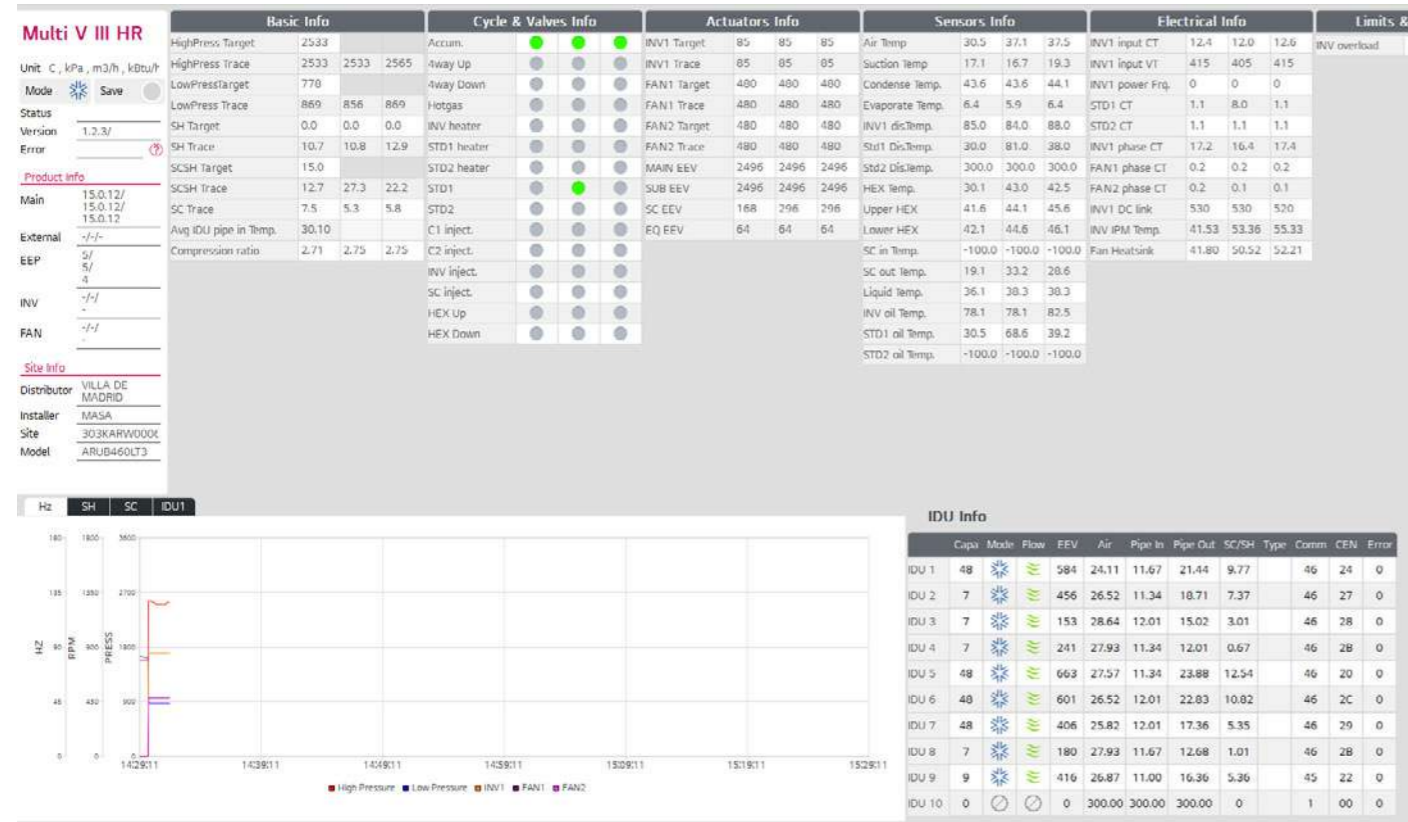 Multi V III HR
Unit C , kPa , m3/h , kBtu/h
Mode Save
Status
Version 1.2.3/
Error
Product Info
Main 15.0.12/
15.0.12/
15.0.12
External -/-/-
EEP 5/
5/
4
INV -/-/
-
FAN -/-/
-
Site Info
Distributor VILLA DE
MADRID
Installer MASA
Site 303KARW000
Model ARUB460LT3
Basic Info
HighPress Target 2533
HighPress Trace 2533 2533 2565
LowPressTarget 778
LowPress Trace 869 856 869
SH Target 0.0 0.0 0.0
SH Trace 10.7 10.8 12.9
SCSH Target 15.0
SCSH Trace 12.7 27.3 22.2
SC Trace 7.5 5.3 5.8
Avg IDU pipe in Temp. 30.10
Compression ratio 2.71 2.75 2.75
Cycle & Valves Info
Accum.
4way Up
4way Down
Hotgas
INV heater
STD1 heater
STD2 heater
STD1
STD2
C1 inject.
C2 inject.
INV inject.
SC inject.
HEX Up
HEX Down
Actuators Info
INV1 Target 85 85 85
INV1 Trace 85 85 85
FAN1 Target 480 480 480
FAN1 Trace 480 480 480
FAN2 Target 480 480 480
FAN2 Trace 480 480 480
MAIN EEV 2496 2496 2496
SUB EEV 2496 2496 2496
SC EEV 168 296 296
EQ EEV 64 64 64
Sensors Info
Air Temp 30.5 37.1 37.5
Suction Temp 17.1 16.7 19.3
Condense Temp. 43.6 43.6 44.1
Evaporate Temp. 6.4 5.9 6.4
INV1 disTemp. 85.0 84.0 88.0
Std1 DisTemp. 30.0 81.0 38.0
Std2 DisTemp. 300.0 300.0 300.0
HEX Temp. 30.1 43.0 42.5
Upper HEX 41.6 44.1 45.6
Lower HEX 42.1 44.6 46.1
SC in Temp. -100.0 -100.0 -100.0
SC out Temp. 19.1 33.2 28.6
Liquid Temp. 36.1 38.3 38.3
INV oil Temp. 78.1 78.1 82.5
STD1 oil Temp. 30.5 68.6 39.2
STD2 oil Temp. -100.0 -100.0 -100.0
Electrical Info
INV1 input CT 12.4 12.0 12.6
INV1 input VT 415 405 415
INV1 power Frq. 0 0 0
STD1 CT 1.1 8.0 1.1
STD2 CT 1.1 1.1 1.1
INV1 phase CT 17.2 16.4 17.4
FAN1 phase CT 0.2 0.2 0.2
FAN2 phase CT 0.2 0.1 0.1
INV1 DC link 530 530 520
INV IPM Temp. 41.53 53.36 55.33
Fan Heatsink 41.80 50.52 52.21
Limits &
INV overload
Hz SH SC IDU1
180 1800 3600
135 1350 2700
90 900 1800
45 450 900
0 0 0
HZ
RPM
PRESS
14:29:11 14:39:11 14:49:11 14:59:11 15:09:11 15:19:11 15:29:11
High Pressure Low Pressure INV1 FAN1 FAN2
IDU Info
Capa Mode Flow EEV Air Pipe In Pipe Out SC/SH Type Comm CEN Error
IDU 1 48 584 24.11 11.67 21.44 9.77 46 24 0
IDU 2 7 456 26.52 11.34 18.71 7.37 46 27 0
IDU 3 7 153 28.64 12.01 15.02 3.01 46 28 0
IDU 4 7 241 27.93 11.34 12.01 0.67 46 2B 0
IDU 5 48 663 27.57 11.34 23.88 12.54 46 20 0
IDU 6 48 601 26.52 12.01 22.83 10.82 46 2C 0
IDU 7 48 406 25.82 12.01 17.36 5.35 46 29 0
IDU 8 7 180 27.93 11.67 12.68 1.01 46 2B 0
IDU 9 9 416 26.87 11.00 16.36 5.36 45 22 0
IDU 10 0 0 300.00 300.00 300.00 0 1 00 0